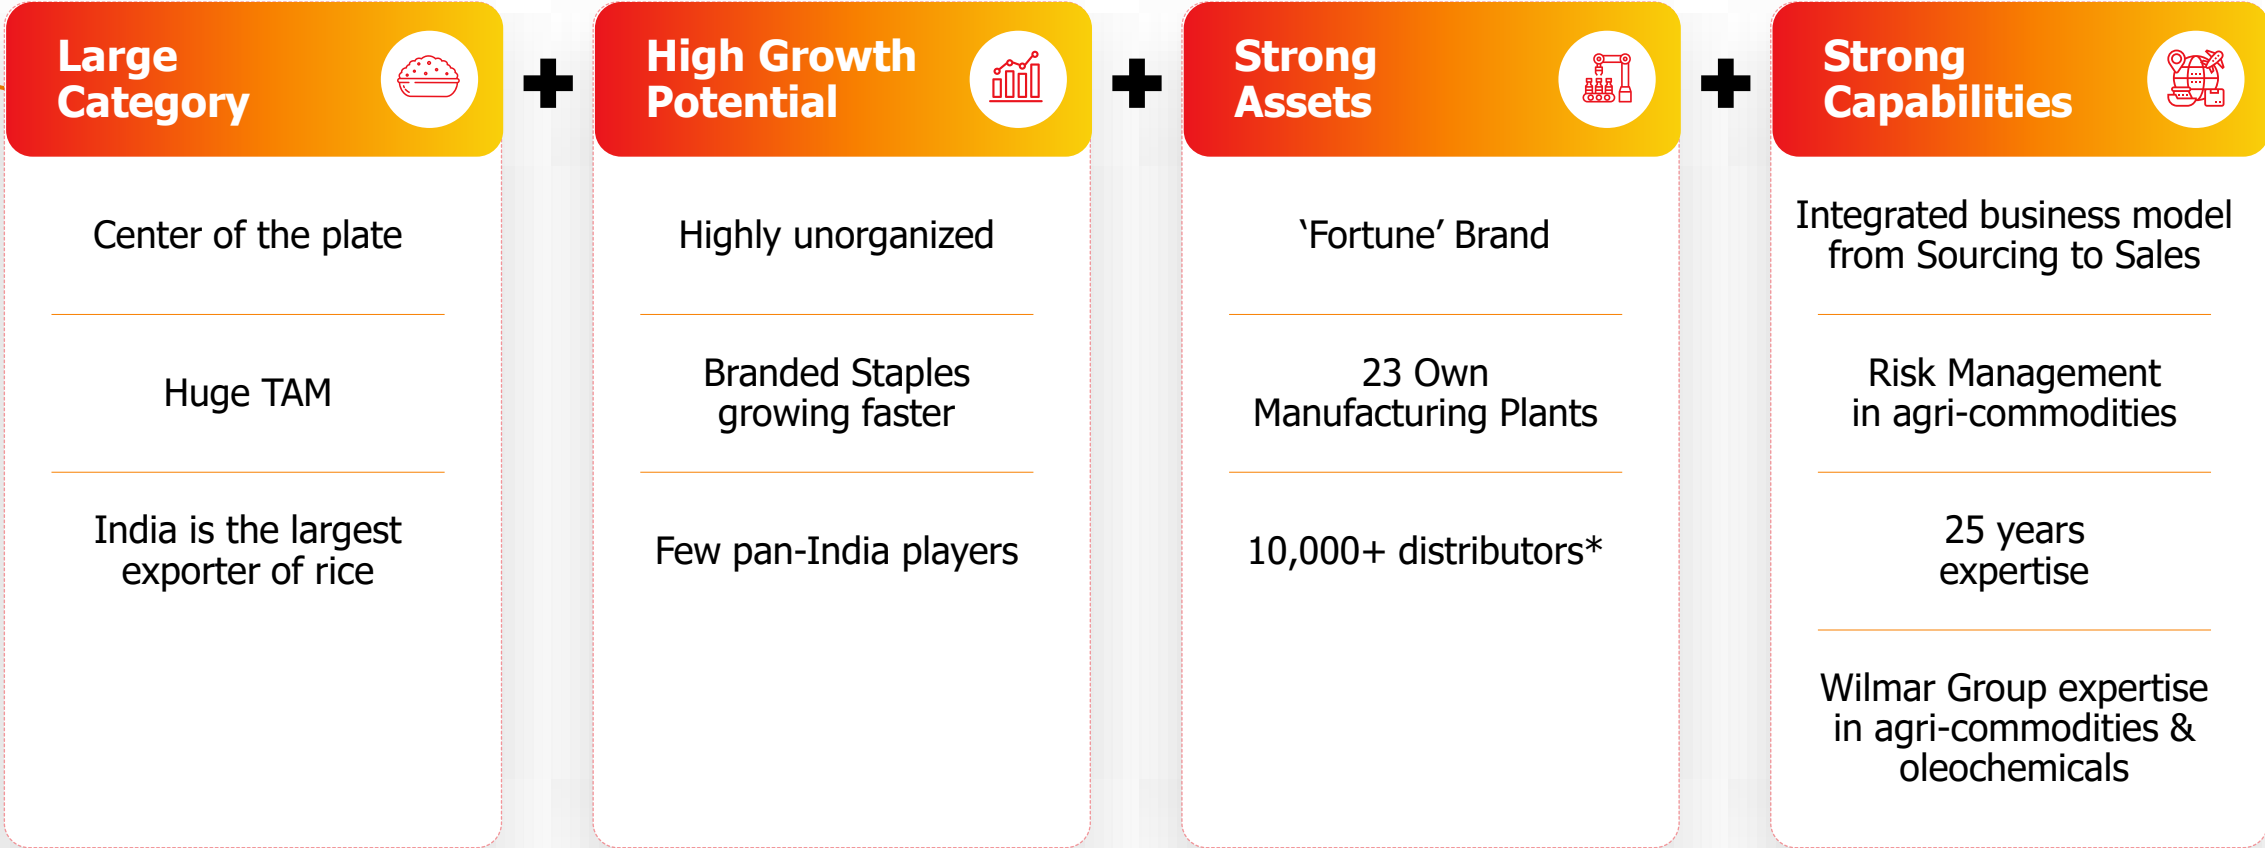 Large
Category
Center of the plate
Huge TAM
India is the largest
exporter of rice
High Growth
Potential
Highly unorganized
Branded Staples
growing faster
Few pan-India players
Strong
Assets
‘Fortune’ Brand
23 Own
Manufacturing Plants
10,000+ distributors*
Strong
Capabilities
Integrated business model
from Sourcing to Sales
Risk Management
in agri-commodities
25 years
expertise
Wilmar Group expertise
in agri-commodities &
oleochemicals